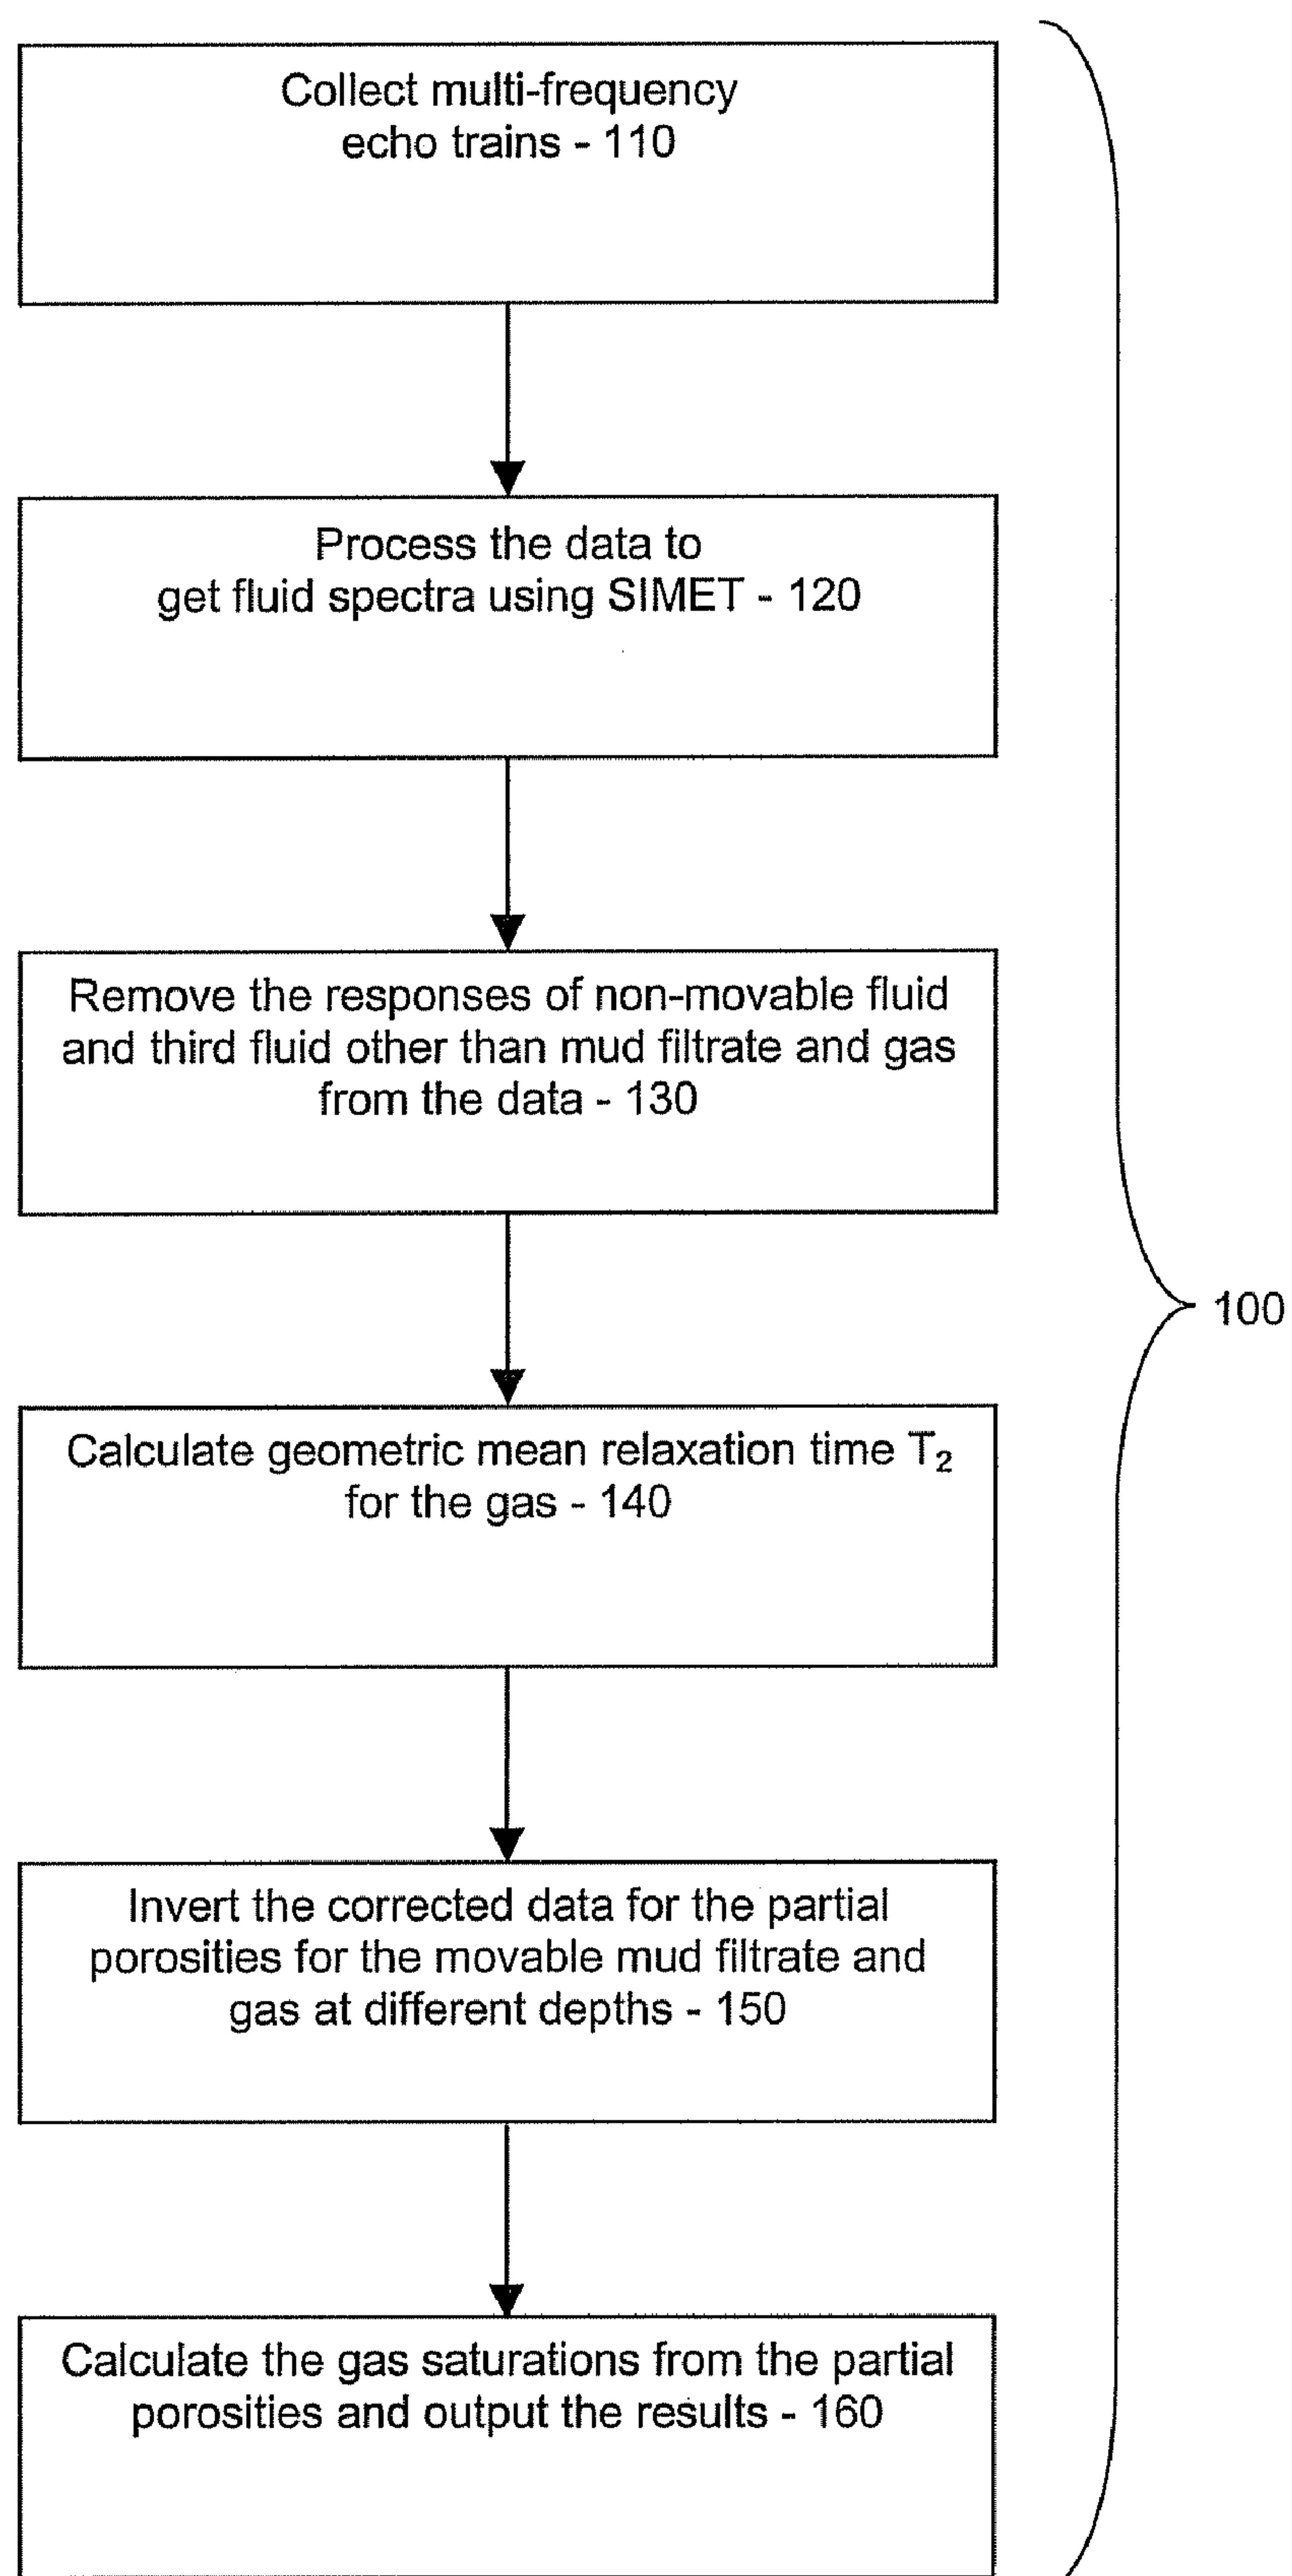 Collect multi-frequency
echo trains - 110
Process the data to
get fluid spectra using SIMET - 120
Remove the responses of non-movable fluid
and third fluid other than mud filtrate and gas
from the data - 130
Calculate geometric mean relaxation time T₂
for the gas - 140
Invert the corrected data for the partial
porosities for the movable mud filtrate and
gas at different depths - 150
Calculate the gas saturations from the partial
porosities and output the results - 160
100